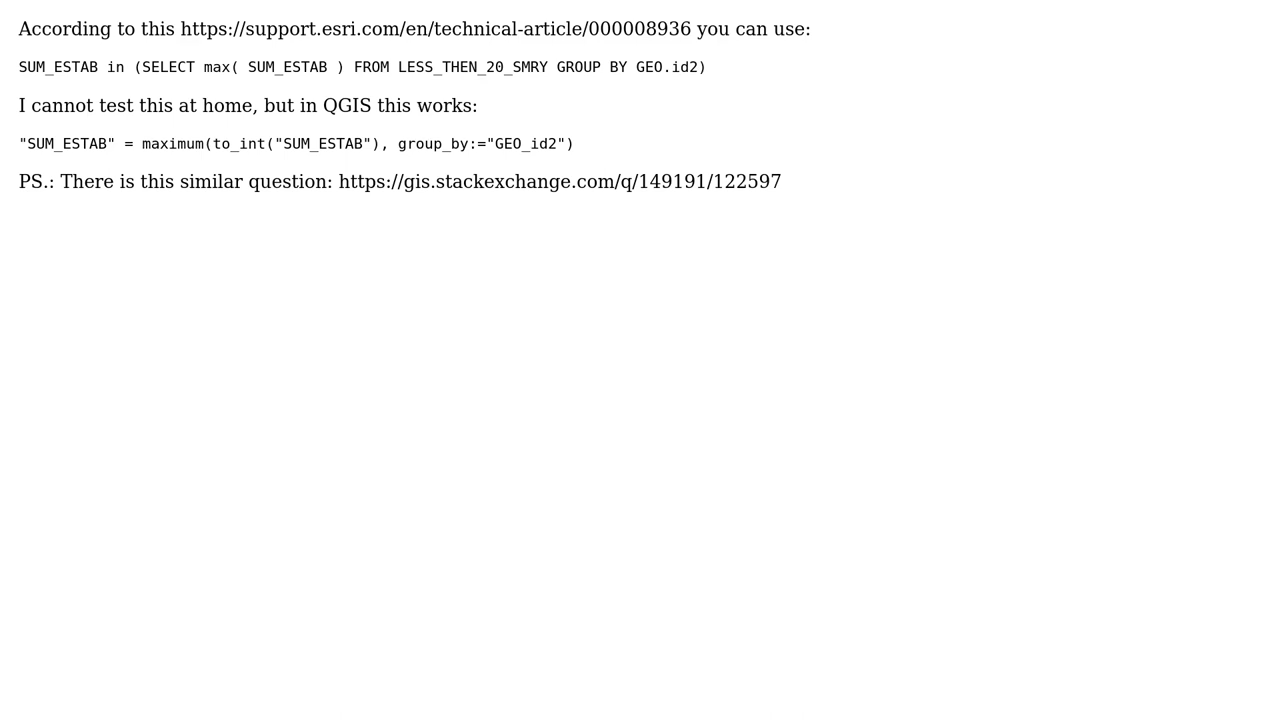 According to this https://support.esri.com/en/technical-article/000008936 you can use:
SUM_ESTAB in (SELECT max( SUM_ESTAB ) FROM LESS_THEN_20_SMRY GROUP BY GEO.id2)
I cannot test this at home, but in QGIS this works:
"SUM_ESTAB" = maximum(to_int("SUM_ESTAB"), group_by:="GEO_id2")
PS.: There is this similar question: https://gis.stackexchange.com/q/149191/122597